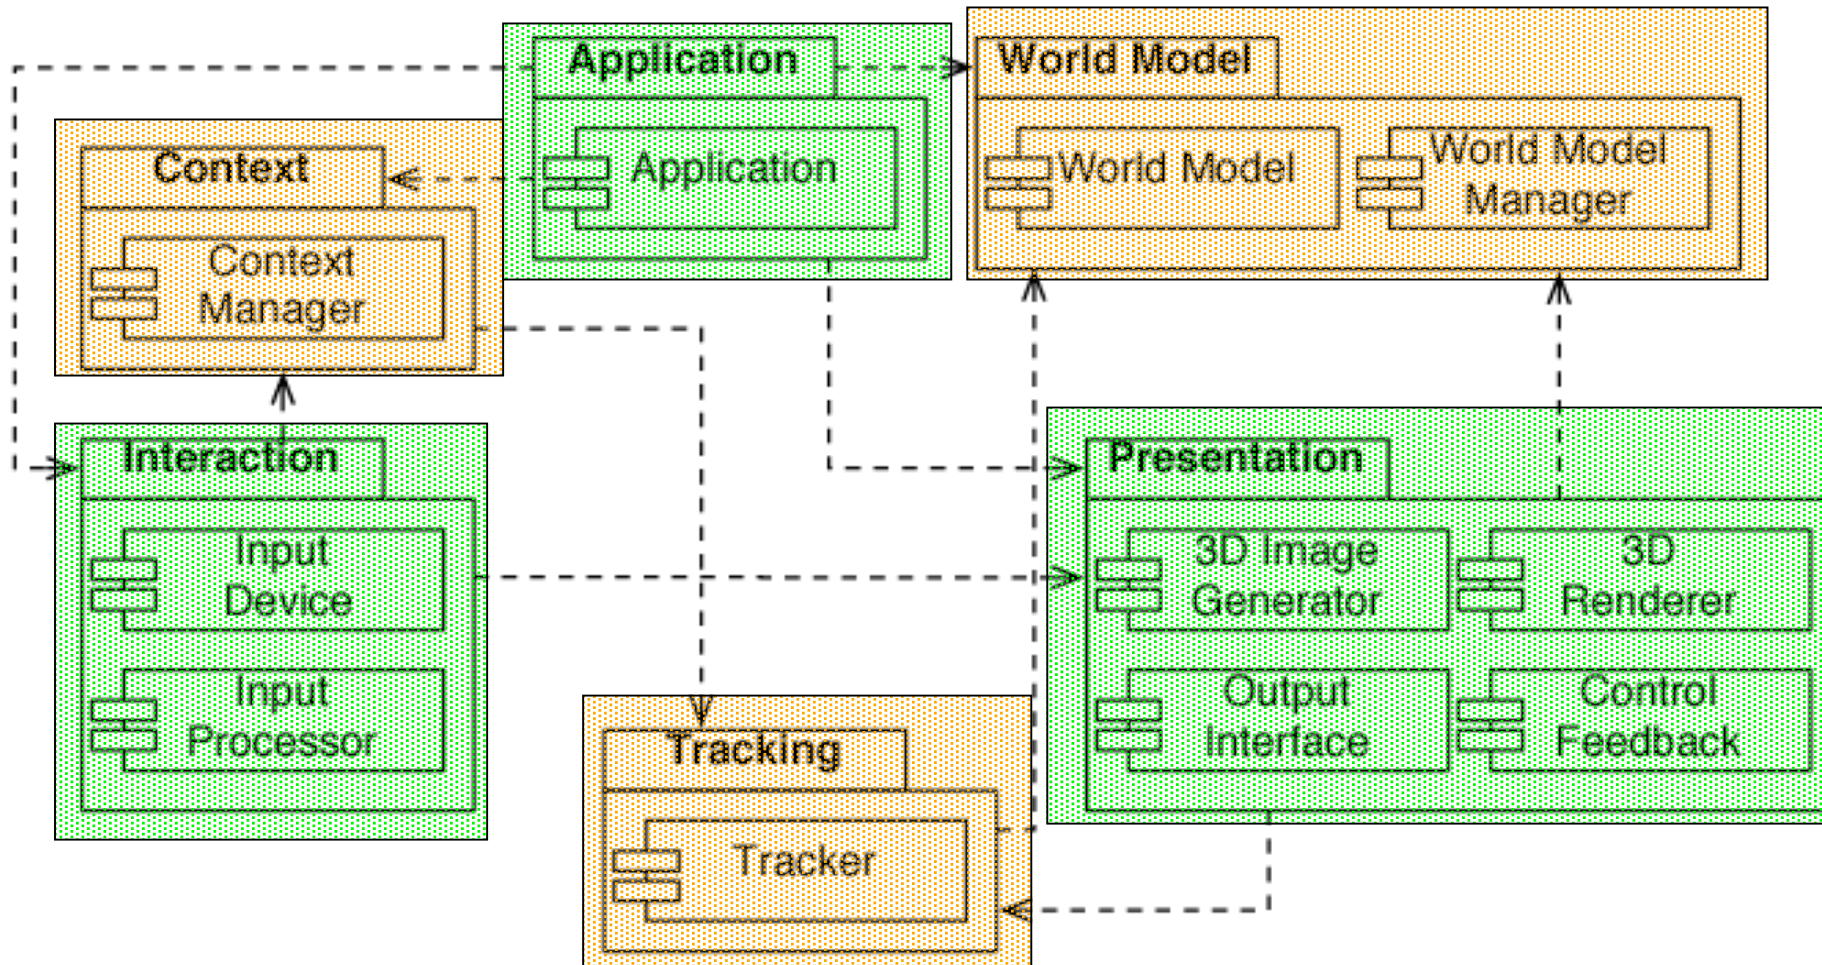 Application
Application
World Model
World Model
World Model
Manager
Context
Context
Manager
Interaction
Input
Device
Input
Processor
Presentation
3D Image
Generator
3D
Renderer
Output
Interface
Control
Feedback
Tracking
Tracker